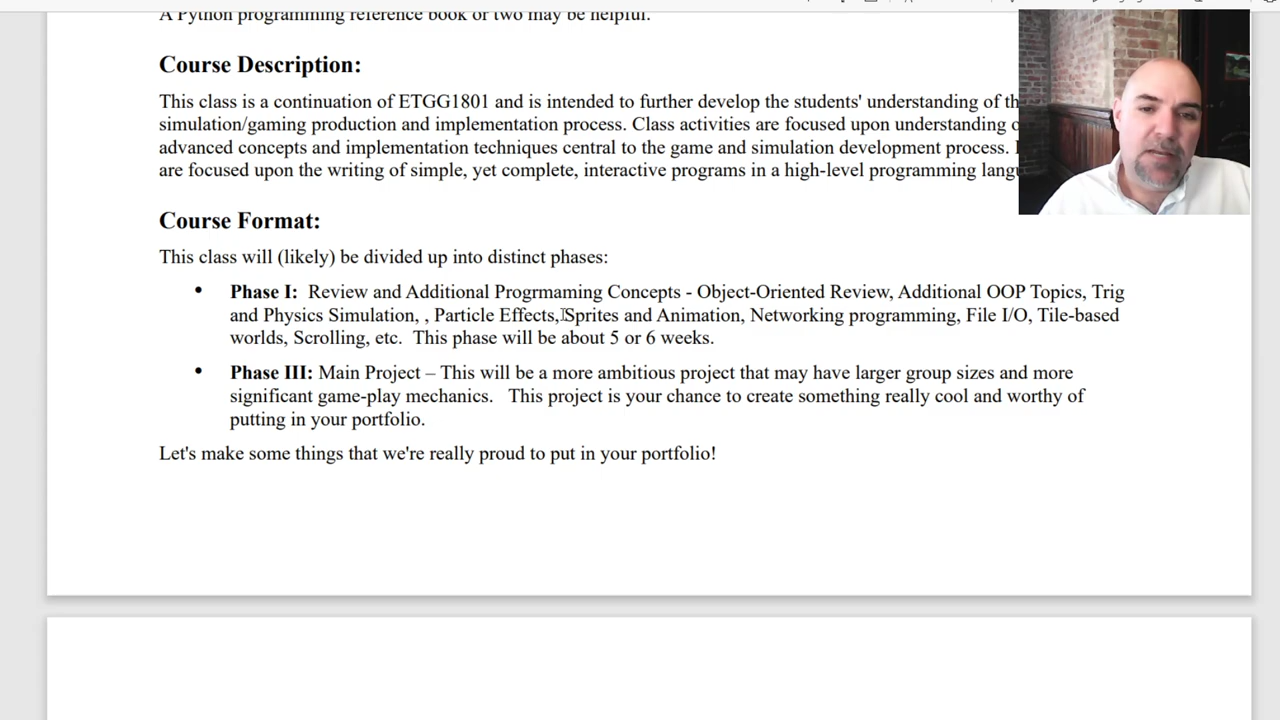 A Python programming reference book or two may be helpful.
Course Description:
This class is a continuation of ETGG1801 and is intended to further develop the students' understanding of
simulation/gaming production and implementation process. Class activities are focused upon understanding
advanced concepts and implementation techniques central to the game and simulation development process.
are focused upon the writing of simple, yet complete, interactive programs in a high-level programming
Course Format:
This class will (likely) be divided up into distinct phases:
• Phase I: Review and Additional Progrmaming Concepts - Object-Oriented Review, Additional OOP Topics, Trig
and Physics Simulation, , Particle Effects, Sprites and Animation, Networking programming, File I/O, Tile-based
worlds, Scrolling, etc. This phase will be about 5 or 6 weeks.
• Phase III: Main Project – This will be a more ambitious project that may have larger group sizes and more
significant game-play mechanics. This project is your chance to create something really cool and worthy of
putting in your portfolio.
Let's make some things that we're really proud to put in your portfolio!